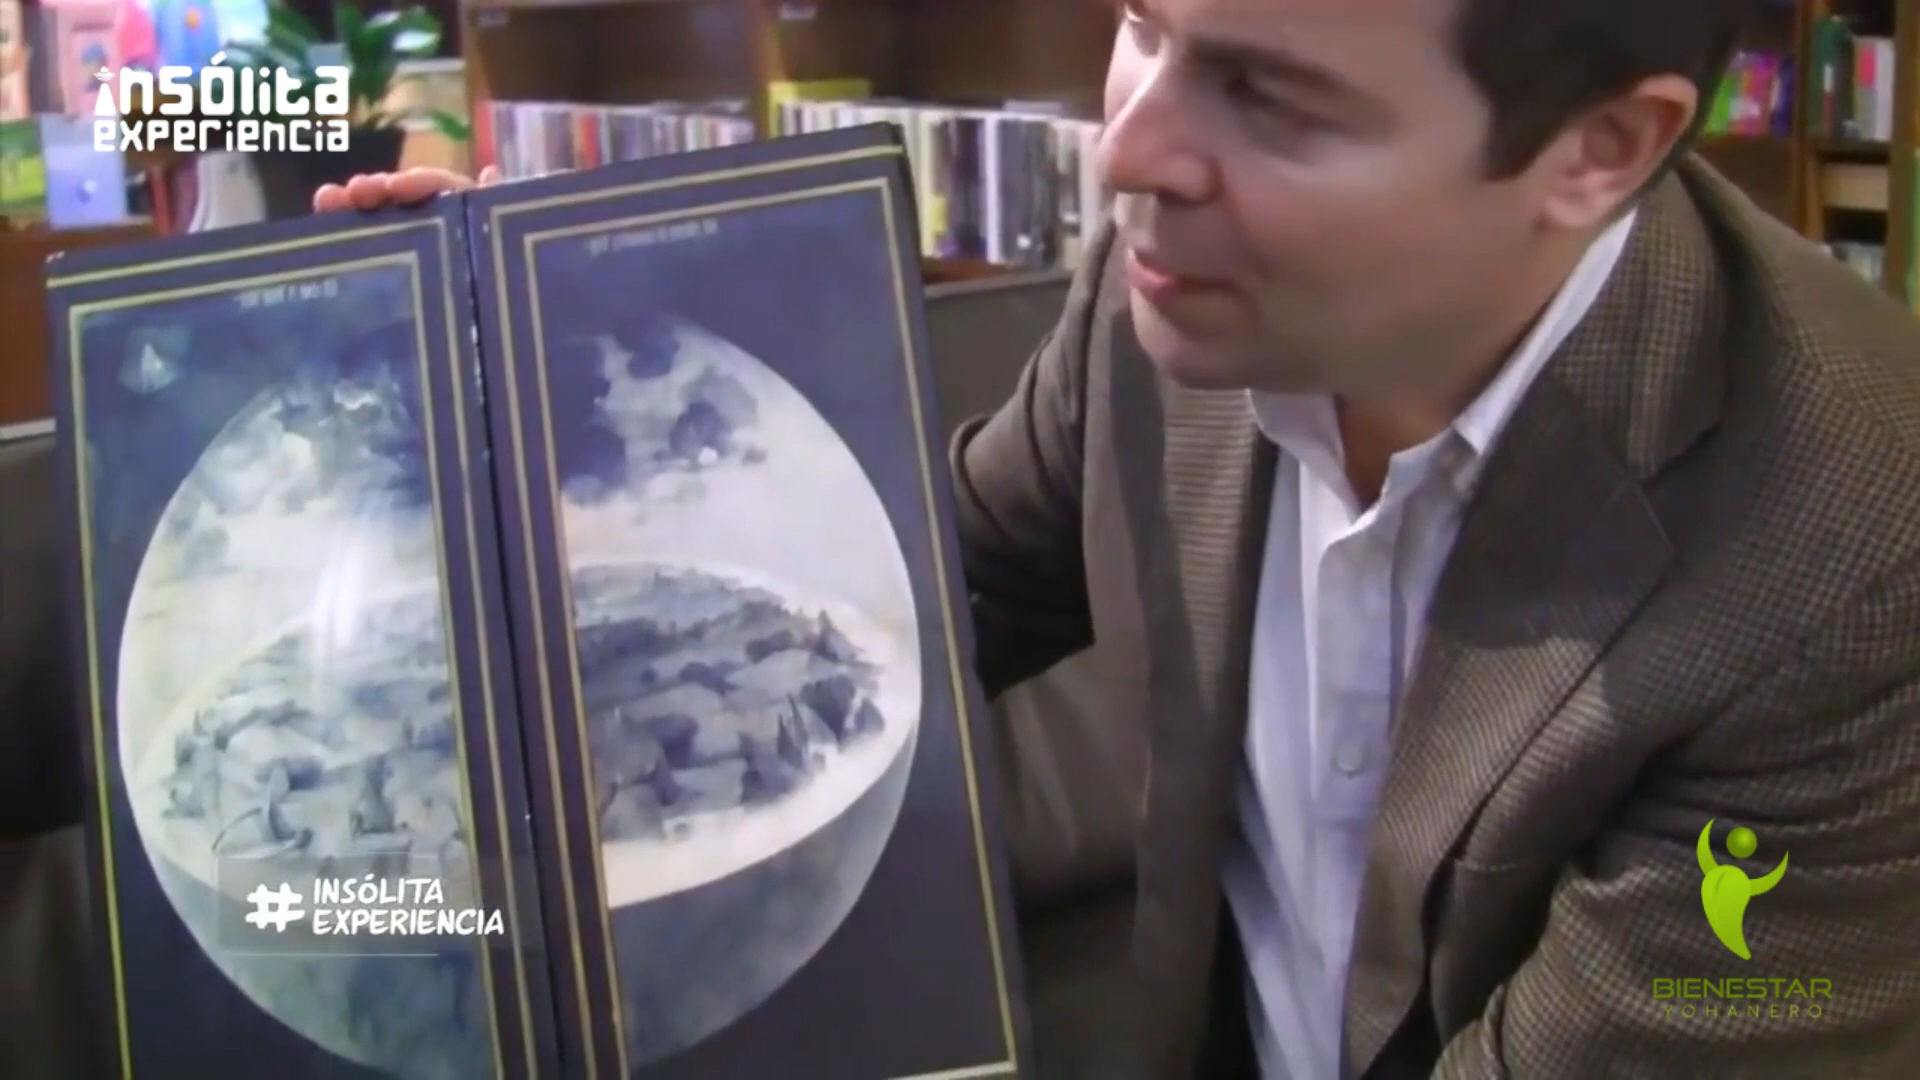 insólita
experiencia
# INSÓLITA
EXPERIENCIA
BIENESTAR
YOHANERO